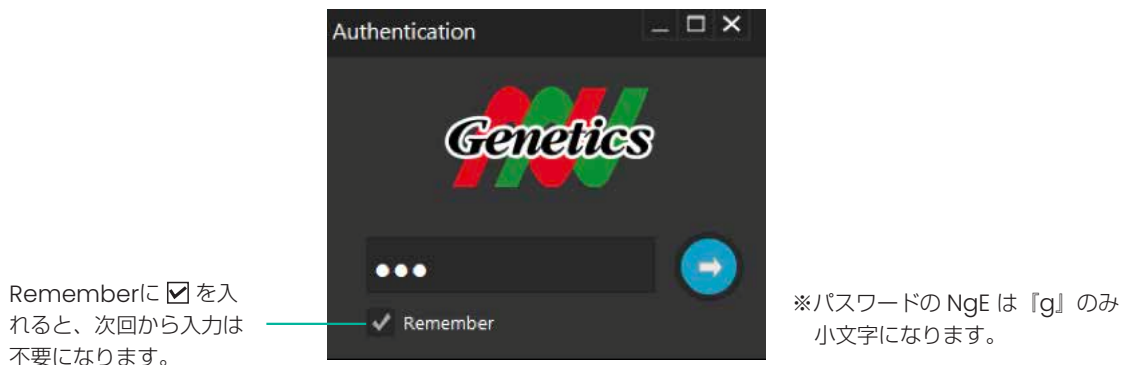 Authentication
Genetics
●●●
Remember
Rememberに ☑ を入
れると、次回から入力は
不要になります。
※パスワードの NgE は『g』のみ
小文字になります。